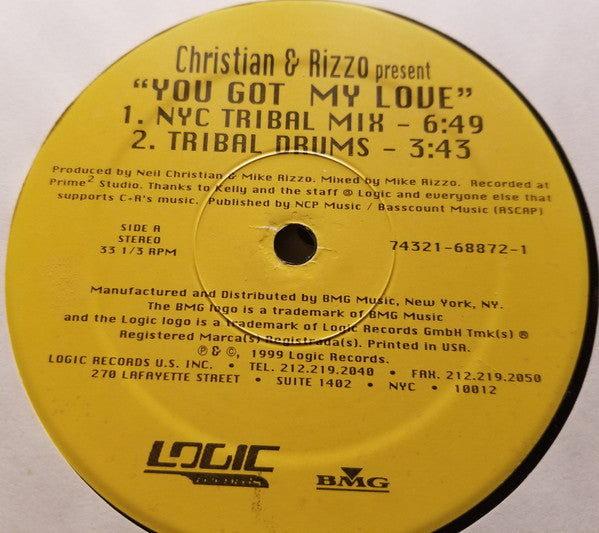 Christian & Rizzo present
"YOU GOT MY LOVE"
1. NYC TRIBAL MIX - 6:49
2. TRIBAL DRUMS - 3:43
Produced by Neil Christian & Mike Rizzo. Mixed by Mike Rizzo. Recorded at
Prime² Studio. Thanks to Kelly and the staff @ Logic and everyone else that
supports C+R's music. Published by NCP Music / Basscount Music (ASCAP)
SIDE A
STEREO
33 1/3 RPM
74321-68872-1
Manufactured and Distributed by BMG Music, New York, NY.
The BMG logo is a trademark of BMG Music
and the Logic logo is a trademark of Logic Records GmbH Tmk(s) ®
Registered Marca(s) Registrada(s). Printed in USA.
℗ & ©, 1999 Logic Records.
LOGIC RECORDS U.S. INC. • TEL. 212.219.2040 • FAX. 212.219.2050
270 LAFAYETTE STREET • SUITE 1402 • NYC • 10012
LOGIC
RECORDS
BMG